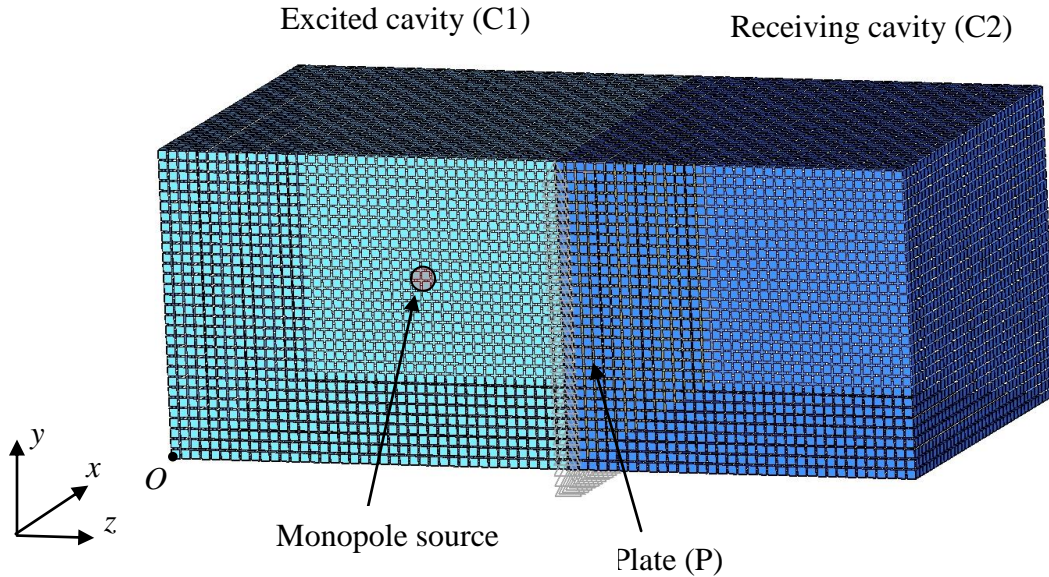 Excited cavity (C1)
Receiving cavity (C2)
y
x
z
O
Monopole source
Plate (P)